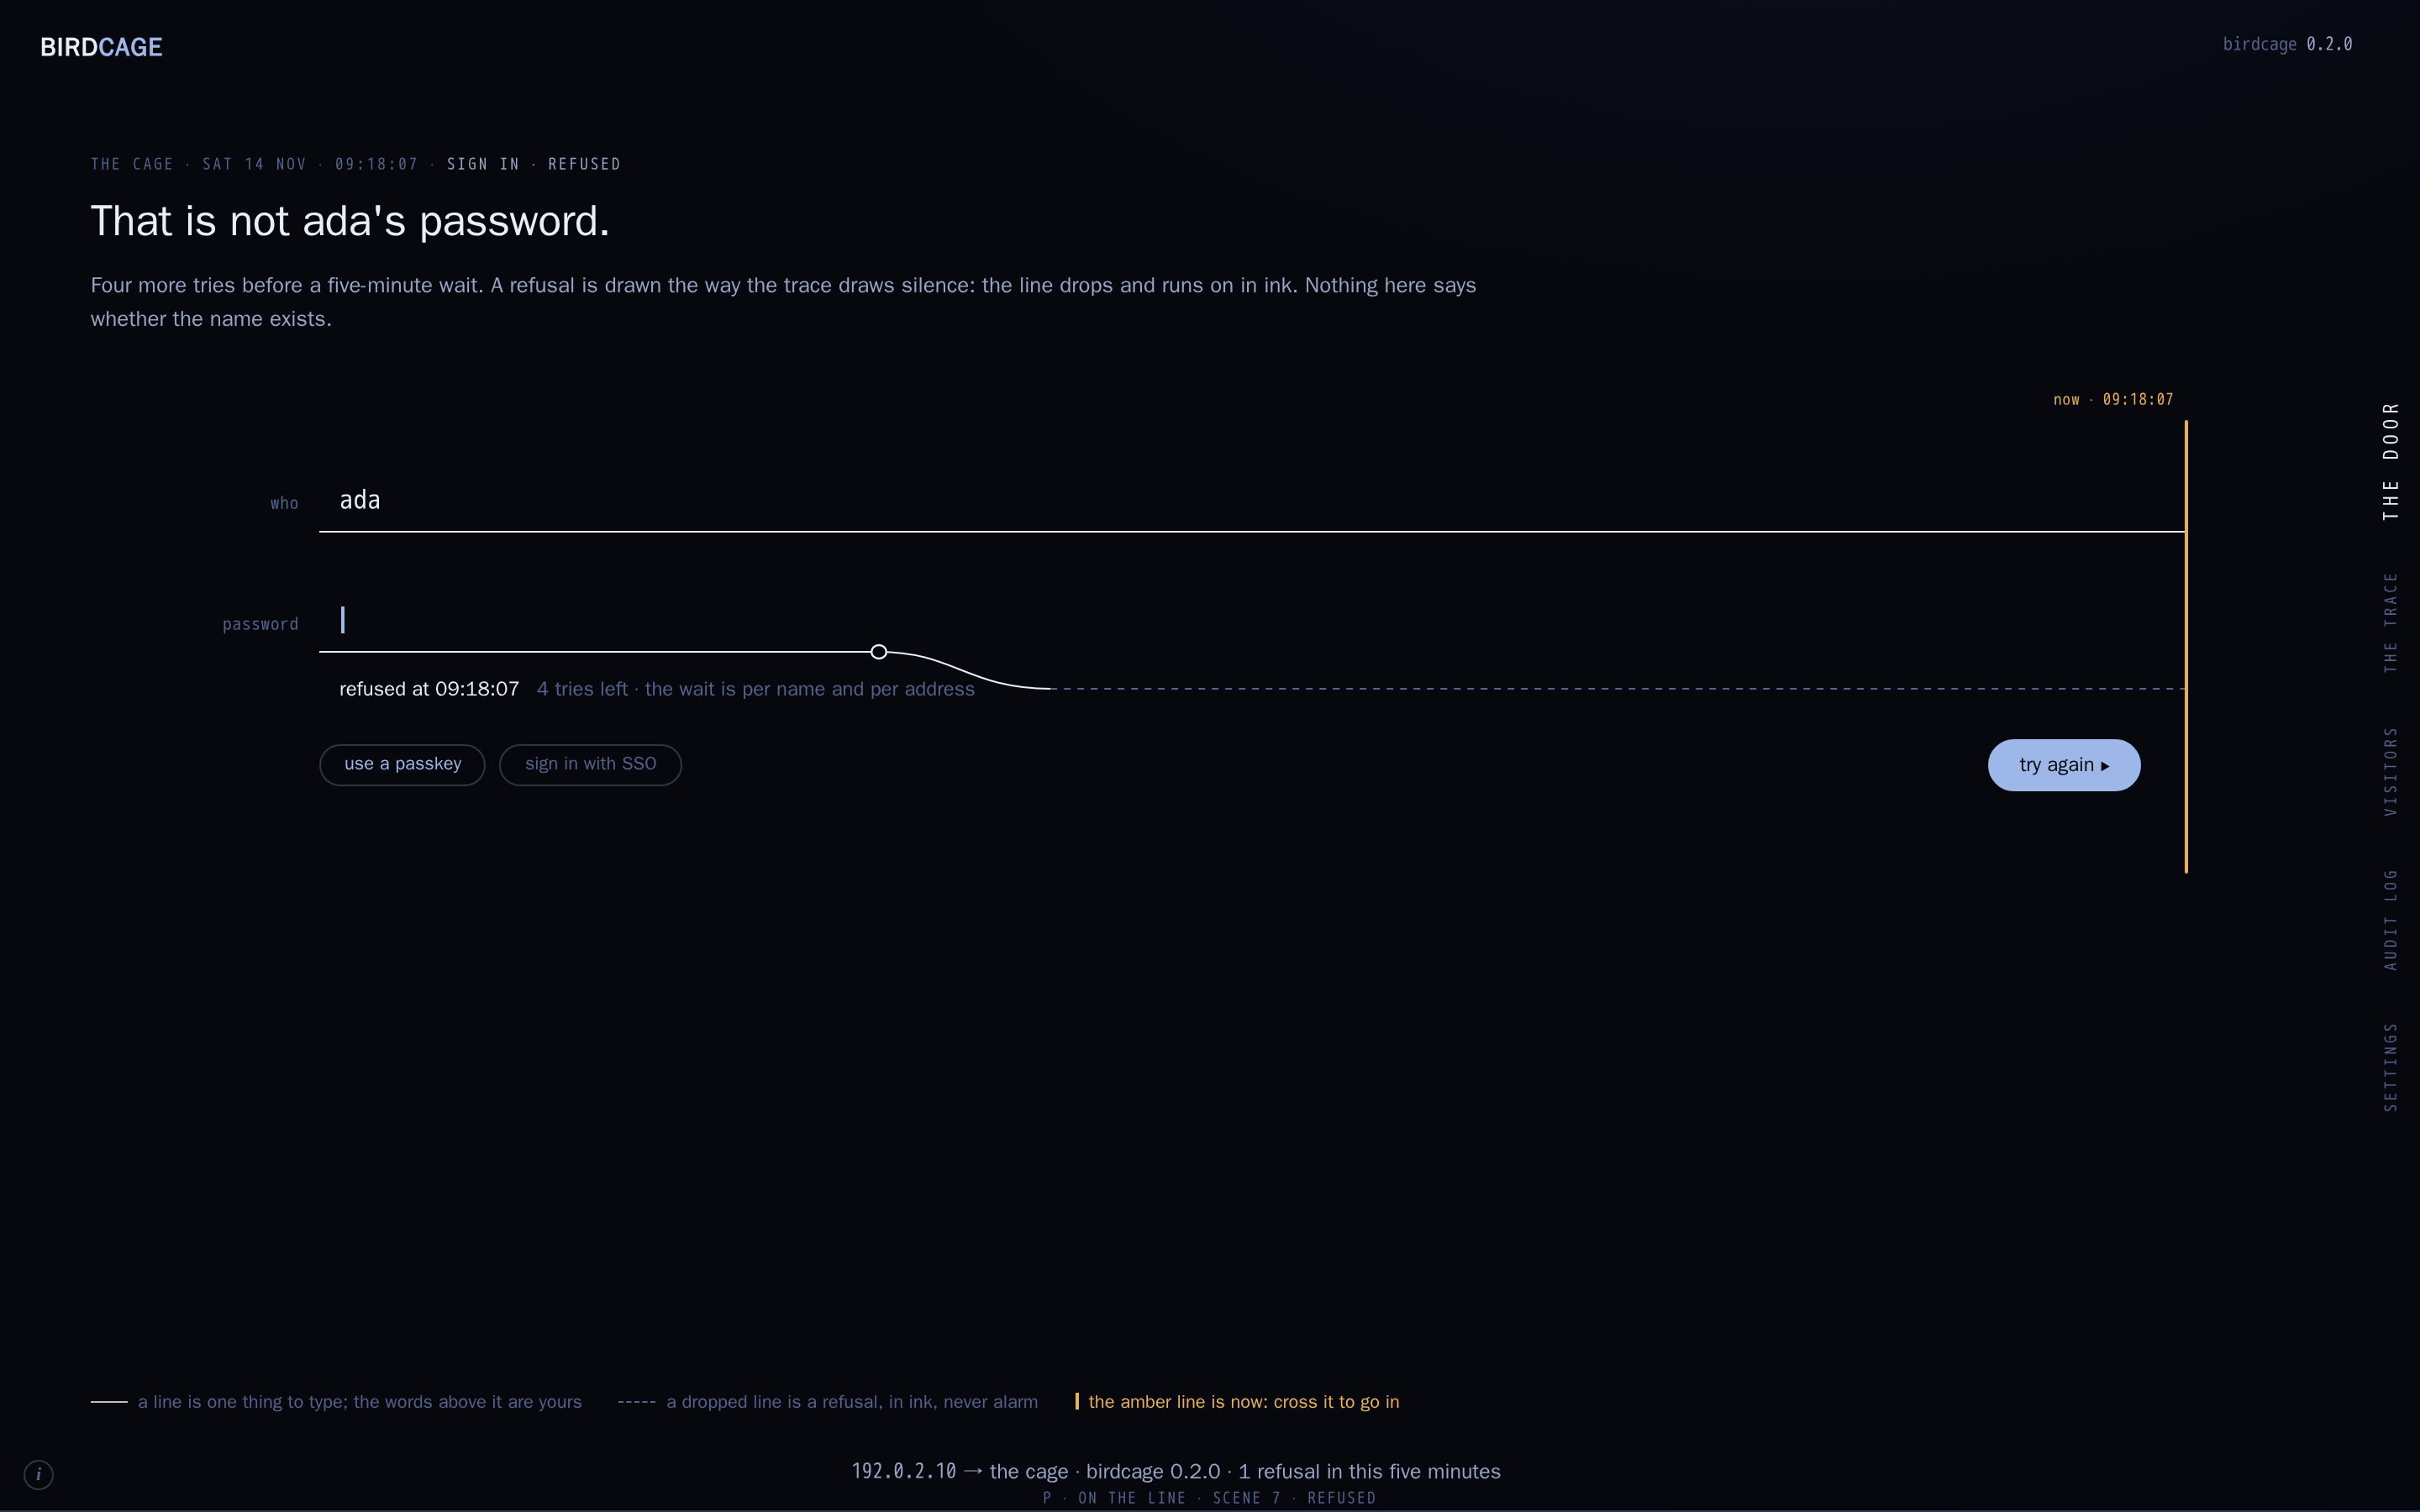 BIRDCAGE
birdcage 0.2.0
THE CAGE · SAT 14 NOV · 09:18:07 · SIGN IN · REFUSED
That is not ada's password.
Four more tries before a five-minute wait. A refusal is drawn the way the trace draws silence: the line drops and runs on in ink. Nothing here says
whether the name exists.
now · 09:18:07
who
ada
password
refused at 09:18:07 4 tries left · the wait is per name and per address
use a passkey
sign in with SSO
try again ▸
THE DOOR
THE TRACE
VISITORS
AUDIT LOG
SETTINGS
a line is one thing to type; the words above it are yours
a dropped line is a refusal, in ink, never alarm
the amber line is now: cross it to go in
i
192.0.2.10 → the cage · birdcage 0.2.0 · 1 refusal in this five minutes
P · ON THE LINE · SCENE 7 · REFUSED